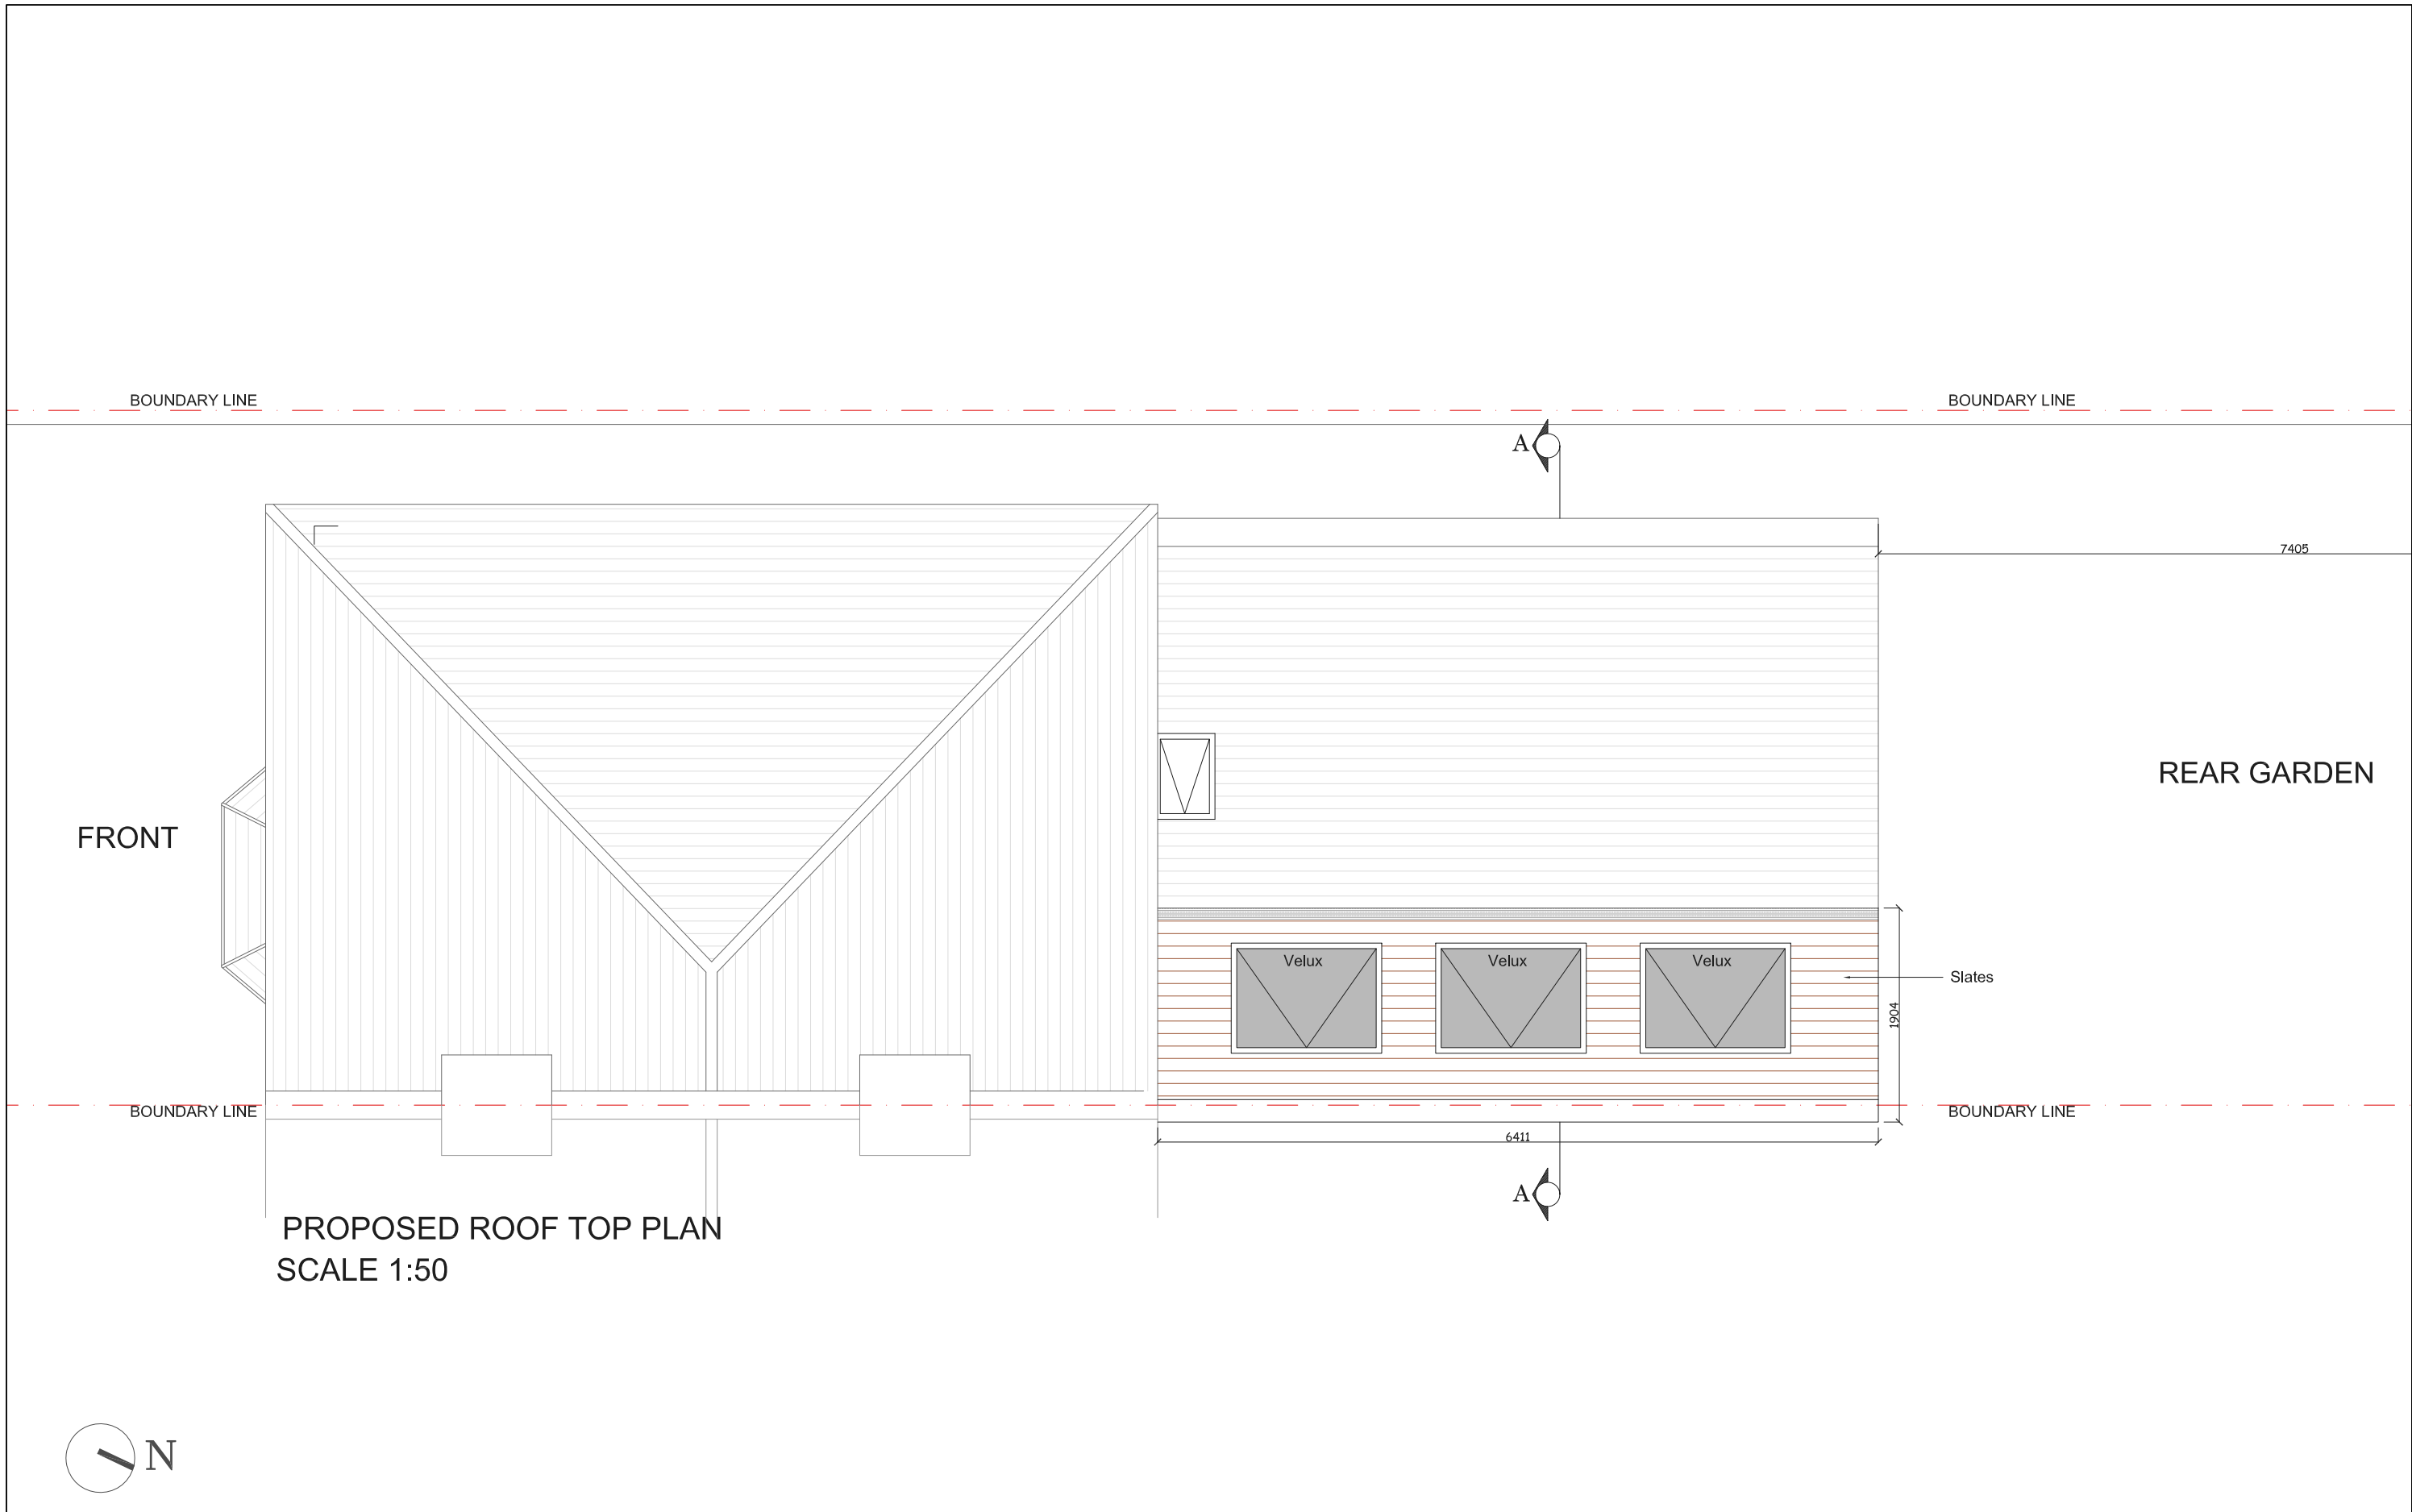 BOUNDARY LINE
BOUNDARY LINE
A
7405
REAR GARDEN
FRONT
Velux
Velux
Velux
Slates
1904
BOUNDARY LINE
BOUNDARY LINE
6411
A
PROPOSED ROOF TOP PLAN
SCALE 1:50
N